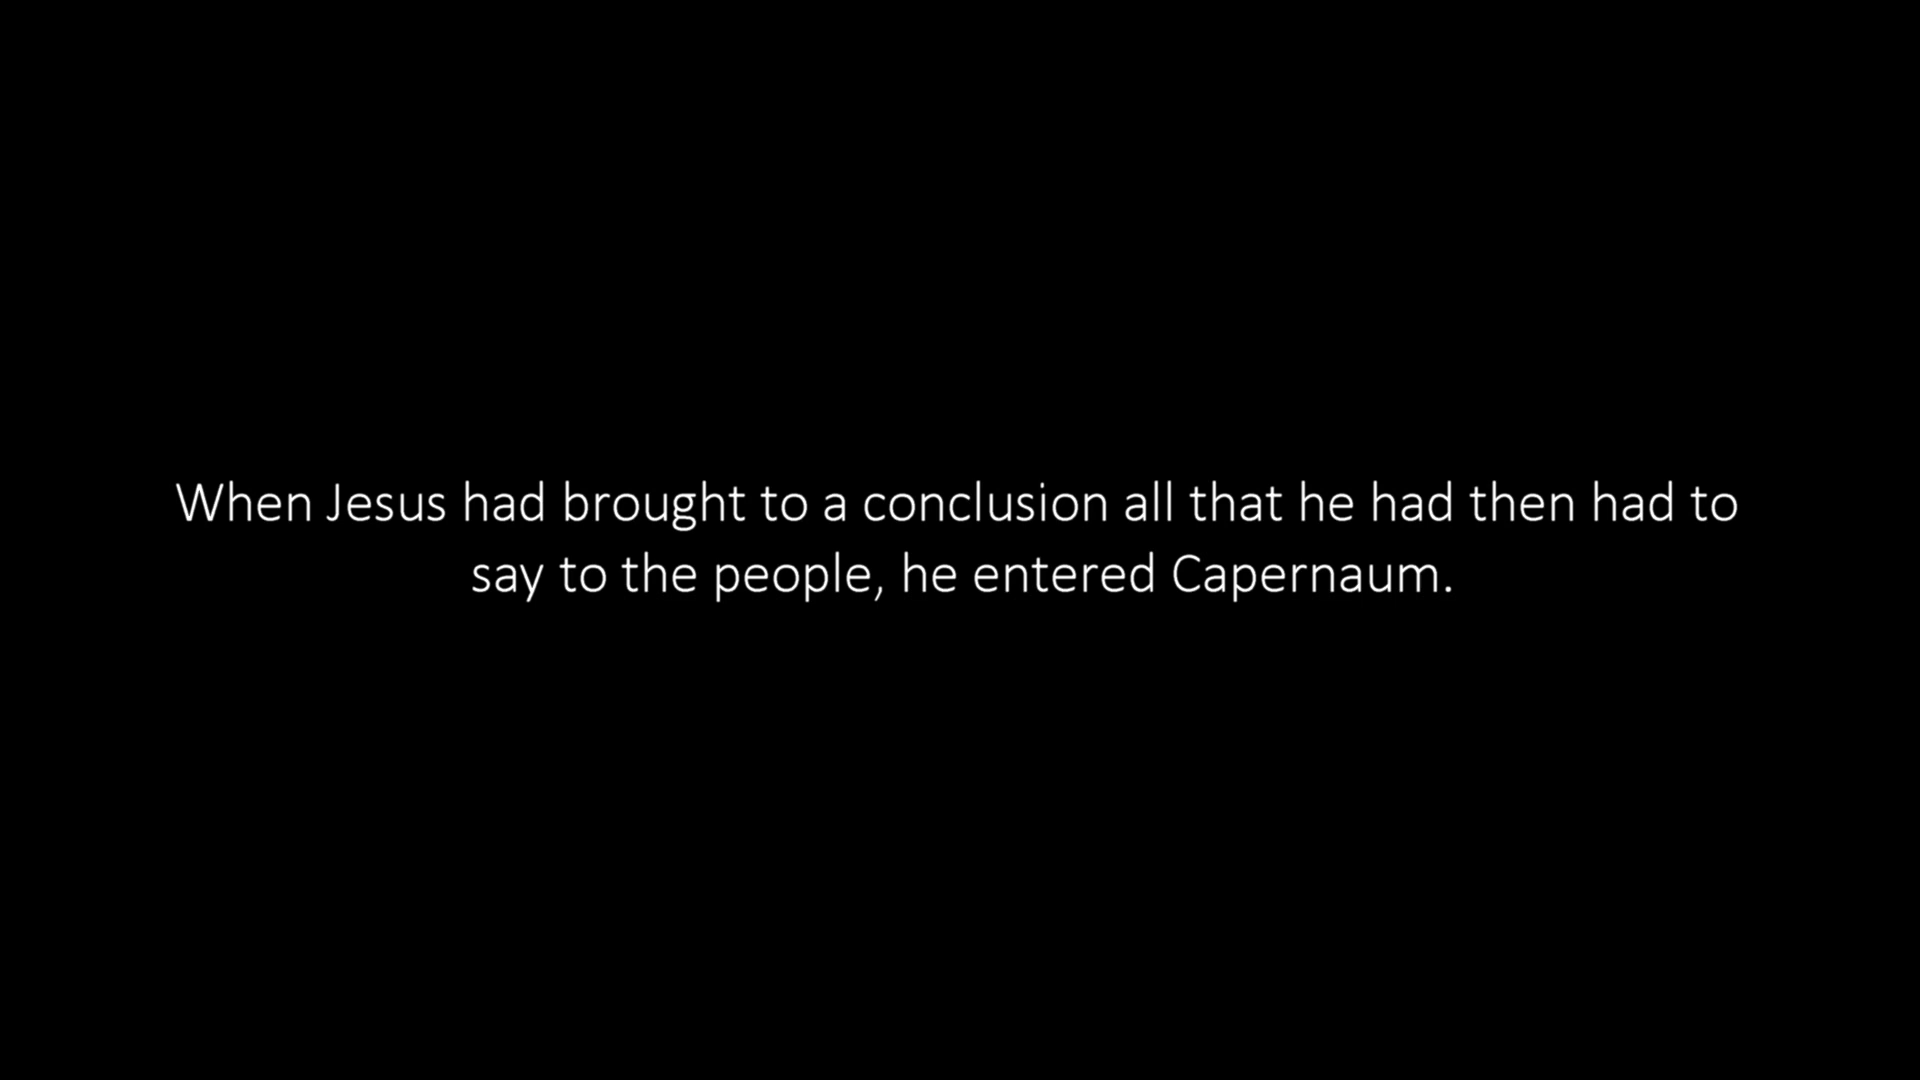 When Jesus had brought to a conclusion all that he had then had to
say to the people, he entered Capernaum.